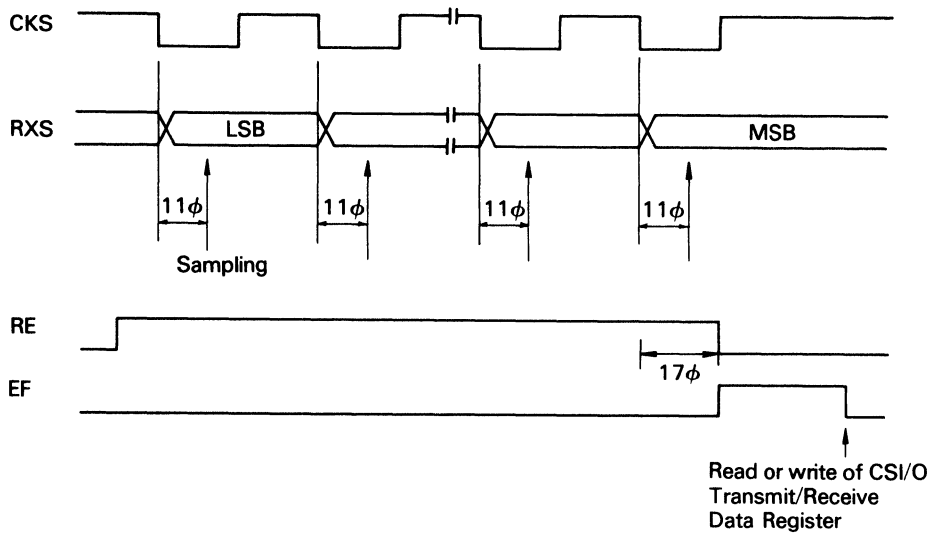 CKS
RXS
LSB
MSB
11ϕ
11ϕ
11ϕ
11ϕ
Sampling
RE
17ϕ
EF
Read or write of CSI/O
Transmit/Receive
Data Register